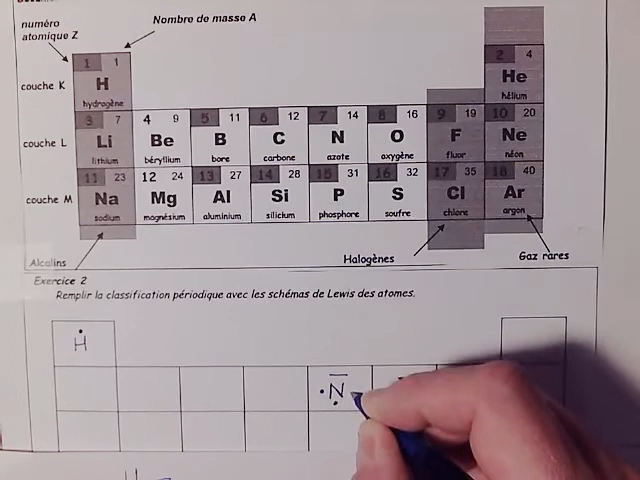 numéro
atomique Z
Nombre de masse A
couche K
1 1
H
hydrogène
2 4
He
hélium
couche L
3 7
Li
lithium
4 9
Be
béryllium
5 11
B
bore
6 12
C
carbone
7 14
N
azote
8 16
O
oxygène
9 19
F
fluor
10 20
Ne
néon
couche M
11 23
Na
sodium
12 24
Mg
magnésium
13 27
Al
aluminium
14 28
Si
silicium
15 31
P
phosphore
16 32
S
soufre
17 35
Cl
chlore
18 40
Ar
argon
Alcalins
Halogènes
Gaz rares
Exercice 2
Remplir la classification périodique avec les schémas de Lewis des atomes.
H
N